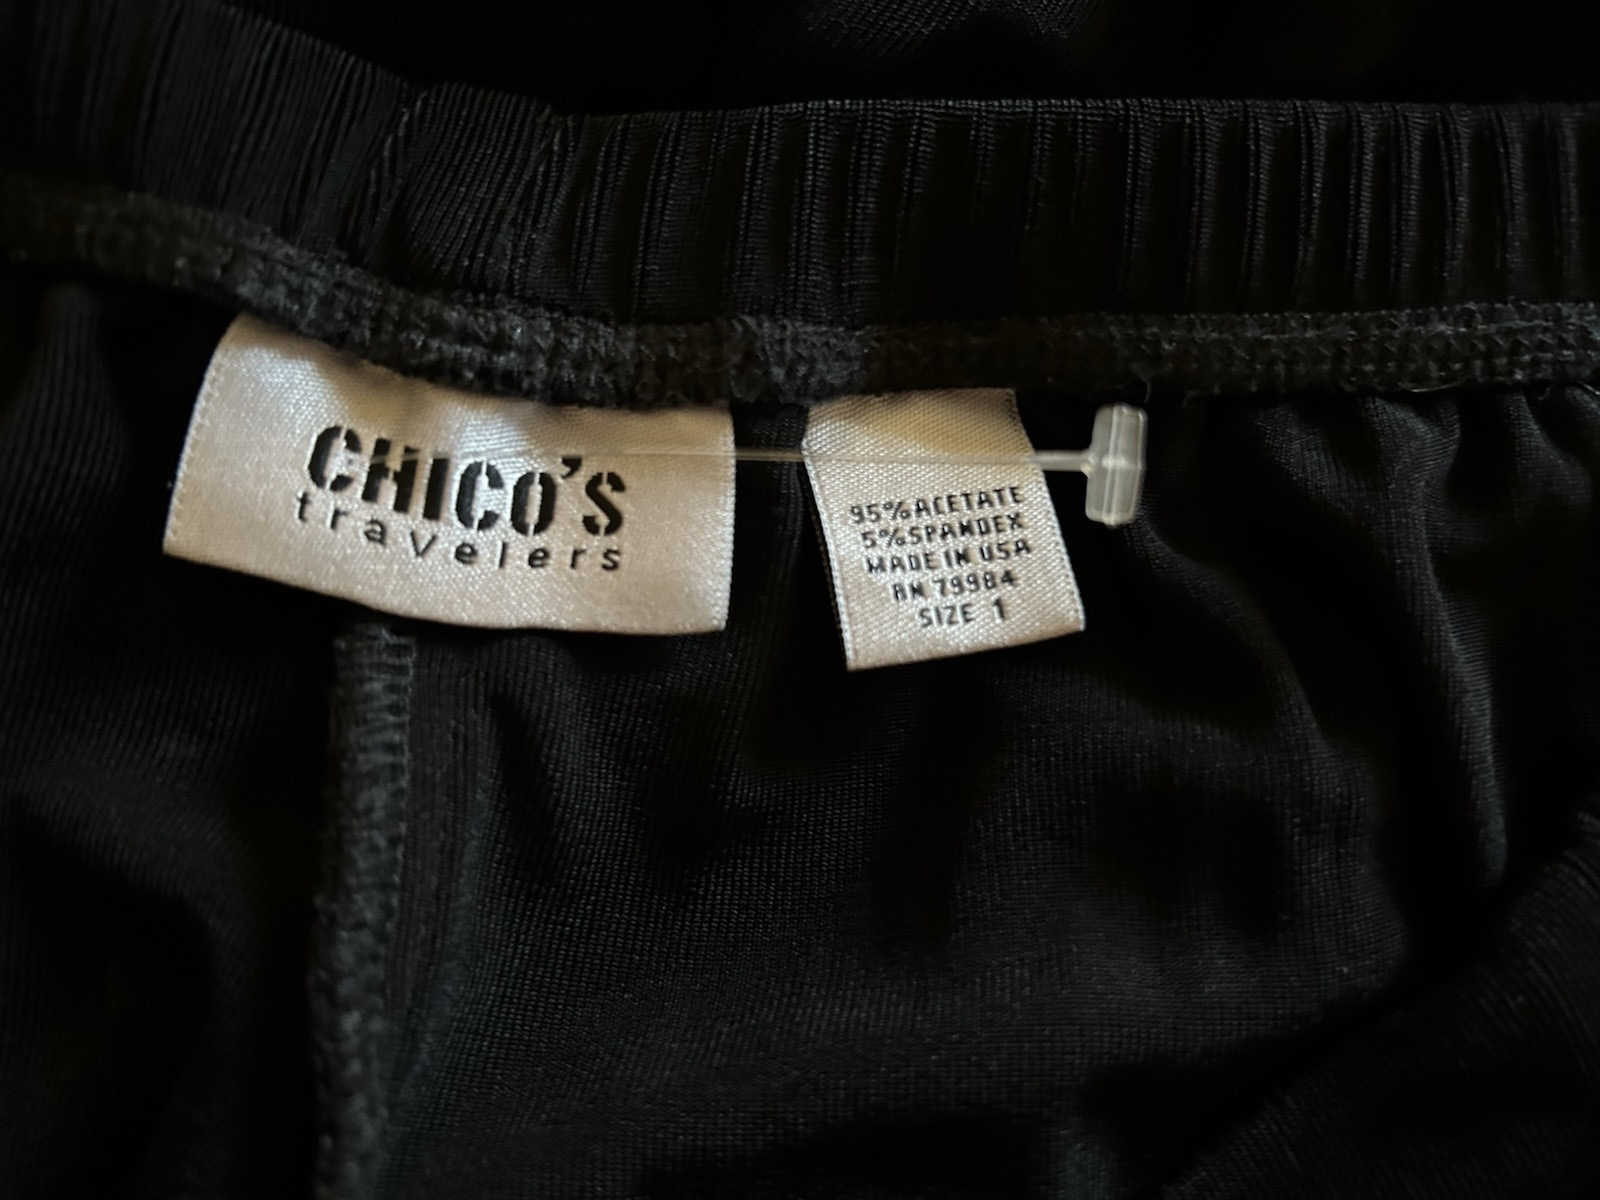 CHICO'S
travelers
95% ACETATE
5% SPANDEX
MADE IN USA
RN 79984
SIZE 1